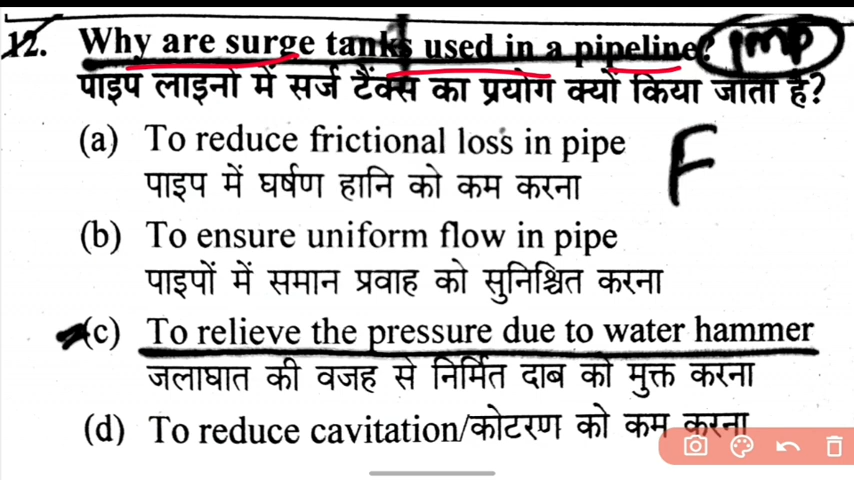 12. Why are surge tanks used in a pipeline? Imp
पाइप लाइनो में सर्ज टैंक्स का प्रयोग क्यों किया जाता है?
(a) To reduce frictional loss in pipe F
पाइप में घर्षण हानि को कम करना
(b) To ensure uniform flow in pipe
पाइपों में समान प्रवाह को सुनिश्चित करना
(c) To relieve the pressure due to water hammer
जलाघात की वजह से निर्मित दाब को मुक्त करना
(d) To reduce cavitation/कोटरण को कम करना